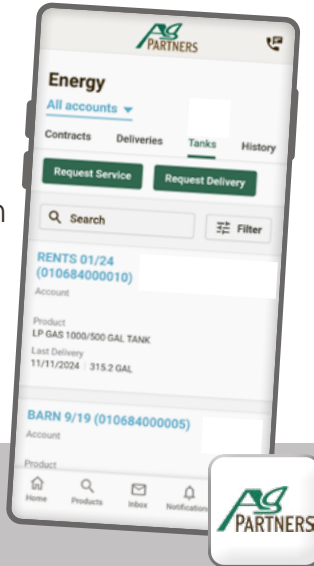 Ag
PARTNERS
Energy
All accounts
Contracts Deliveries Tanks History
Request Service Request Delivery
Search Filter
RENTS 01/24
(010684000010)
Account
Product
LP GAS 1000/500 GAL TANK
Last Delivery
11/11/2024 315.2 GAL
BARN 9/19 (010684000005)
Account
Product
Home Products Inbox Notification
Ag
PARTNERS